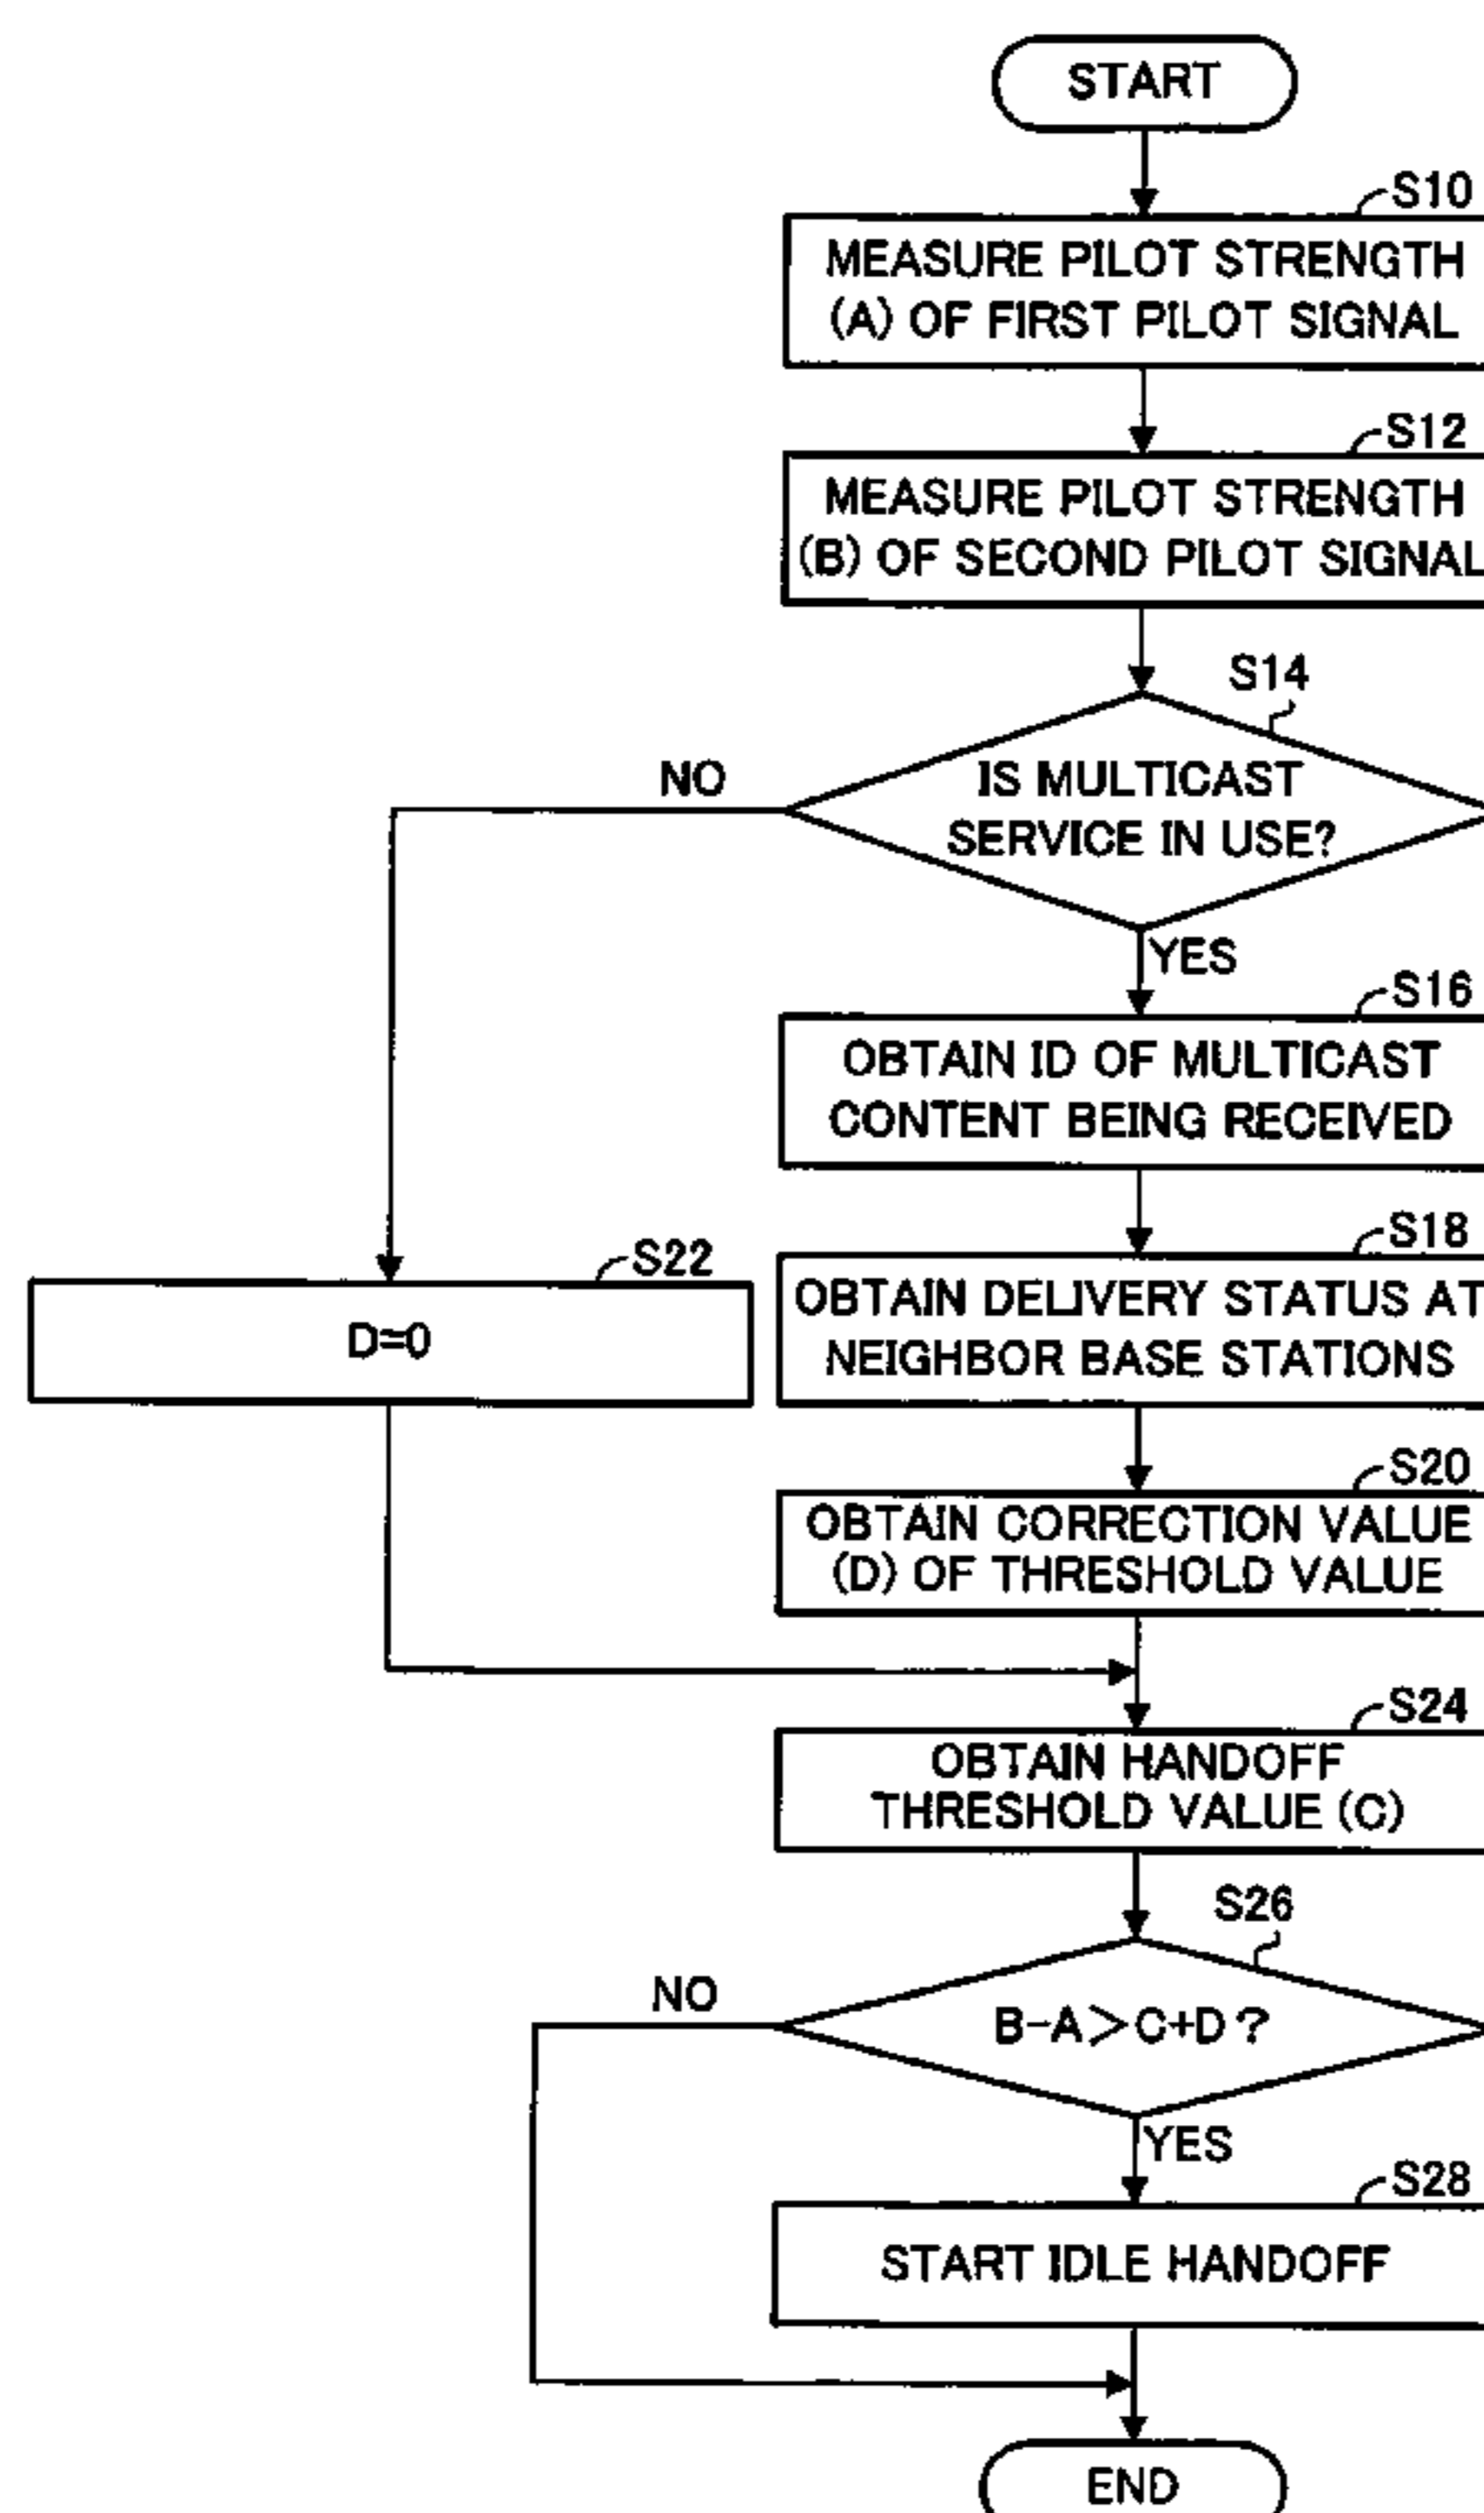 START
S10
MEASURE PILOT STRENGTH
(A) OF FIRST PILOT SIGNAL
S12
MEASURE PILOT STRENGTH
(B) OF SECOND PILOT SIGNAL
S14
NO
IS MULTICAST
SERVICE IN USE?
YES
S16
OBTAIN ID OF MULTICAST
CONTENT BEING RECEIVED
S18
S22
OBTAIN DELIVERY STATUS AT
D=0
NEIGHBOR BASE STATIONS
S20
OBTAIN CORRECTION VALUE
(D) OF THRESHOLD VALUE
S24
OBTAIN HANDOFF
THRESHOLD VALUE (C)
S26
NO
B-A>C+D ?
YES
S28
START IDLE HANDOFF
END